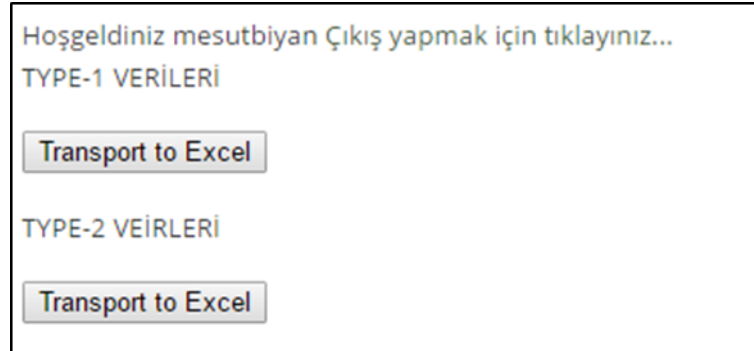 Hoşgeldiniz mesutbiyan Çıkış yapmak için tıklayınız...
TYPE-1 VERİLERİ
Transport to Excel
TYPE-2 VEİRLERİ
Transport to Excel